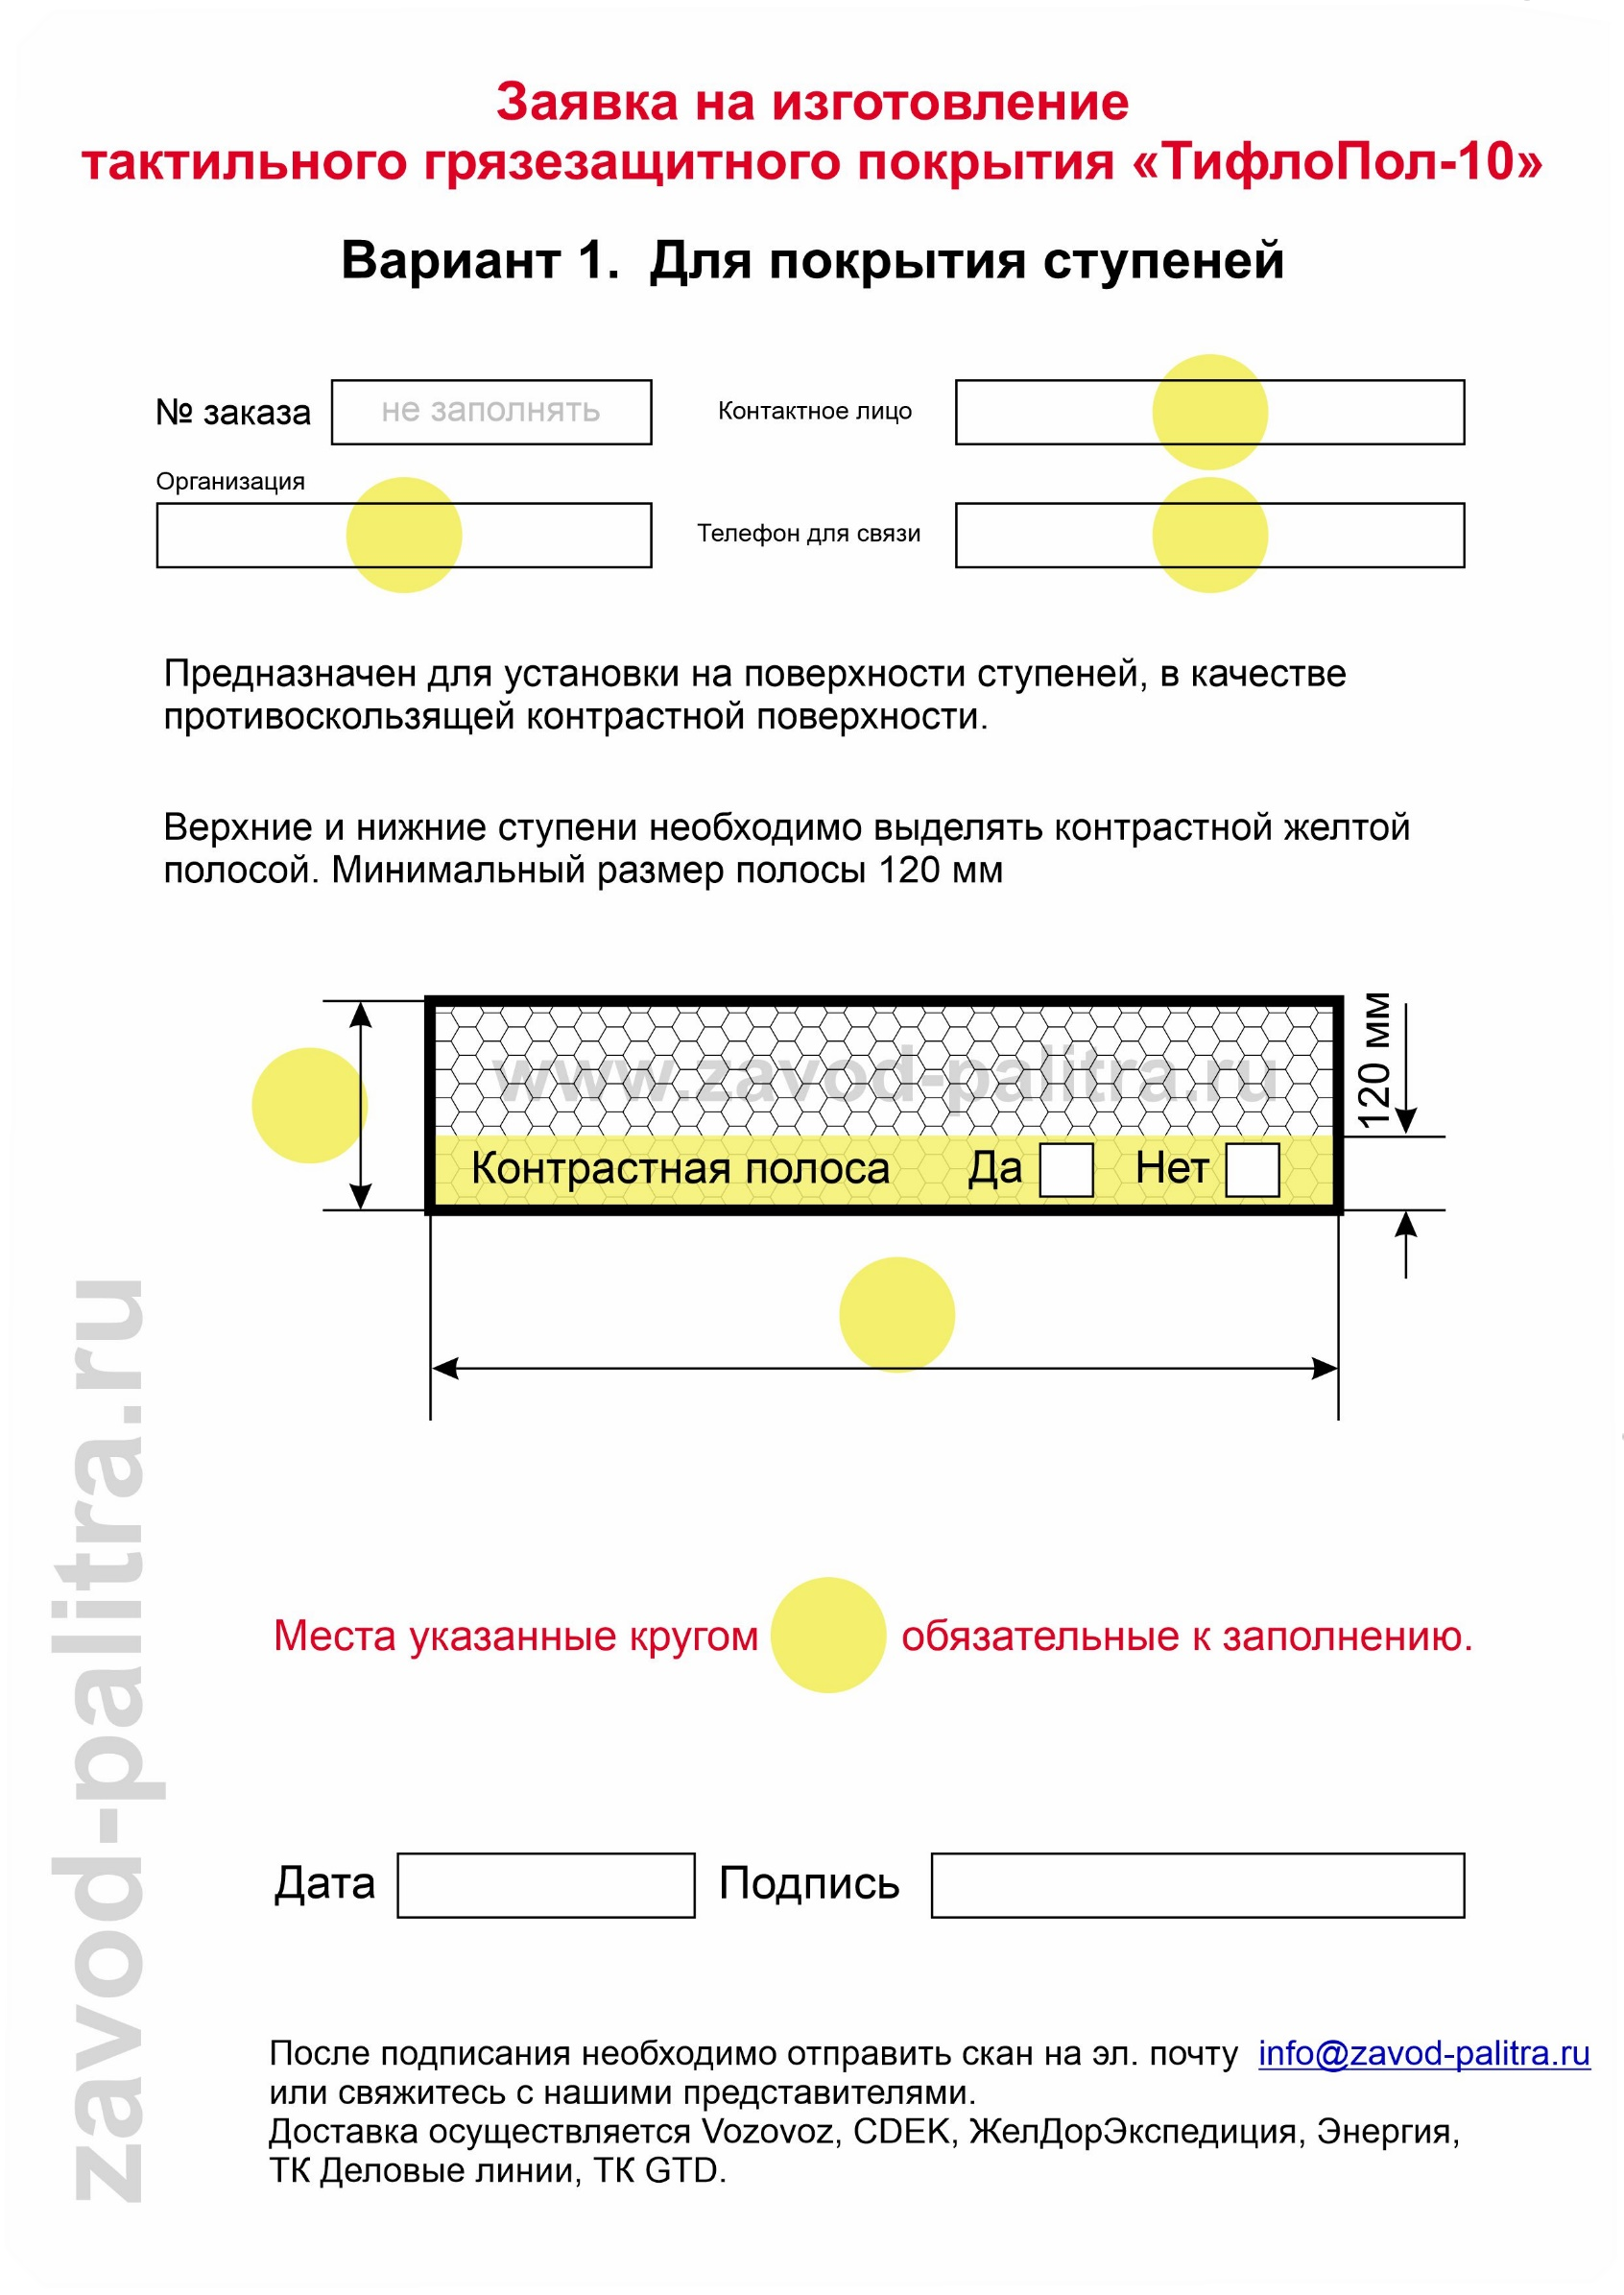 Заявка на изготовление
тактильного грязезащитного покрытия «ТифлоПол-10»
Вариант 1. Для покрытия ступеней
№ заказа
не заполнять
Контактное лицо
Организация
Телефон для связи
Предназначен для установки на поверхности ступеней, в качестве
противоскользящей контрастной поверхности.
Верхние и нижние ступени необходимо выделять контрастной желтой
полосой. Минимальный размер полосы 120 мм
www.zavod-palitra.ru
120 мм
Контрастная полоса Да Нет
Места указанные кругом обязательные к заполнению.
Дата Подпись
После подписания необходимо отправить скан на эл. почту info@zavod-palitra.ru
или свяжитесь с нашими представителями.
Доставка осуществляется Vozovoz, CDEK, ЖелДорЭкспедиция, Энергия,
ТК Деловые линии, ТК GTD.
zavod-palitra.ru